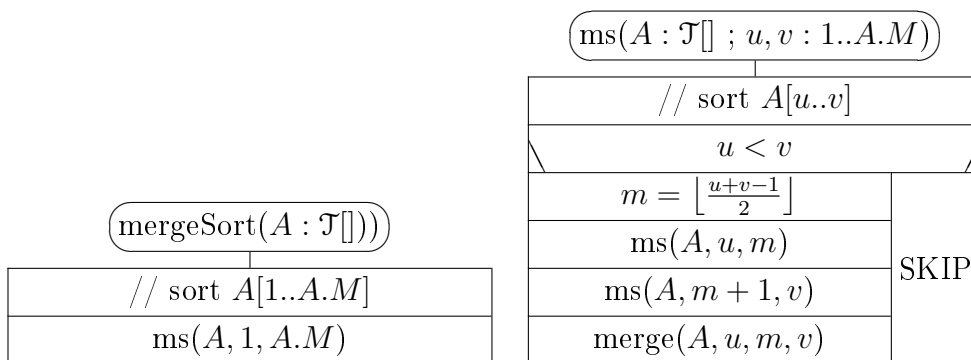 mergeSort(A : 𝒯[]))
// sort A[1..A.M]
ms(A, 1, A.M)
ms(A : 𝒯[] ; u, v : 1..A.M)
// sort A[u..v]
u < v
m = ⌊(u+v−1)/2⌋
ms(A, u, m)
ms(A, m + 1, v)
merge(A, u, m, v)
SKIP